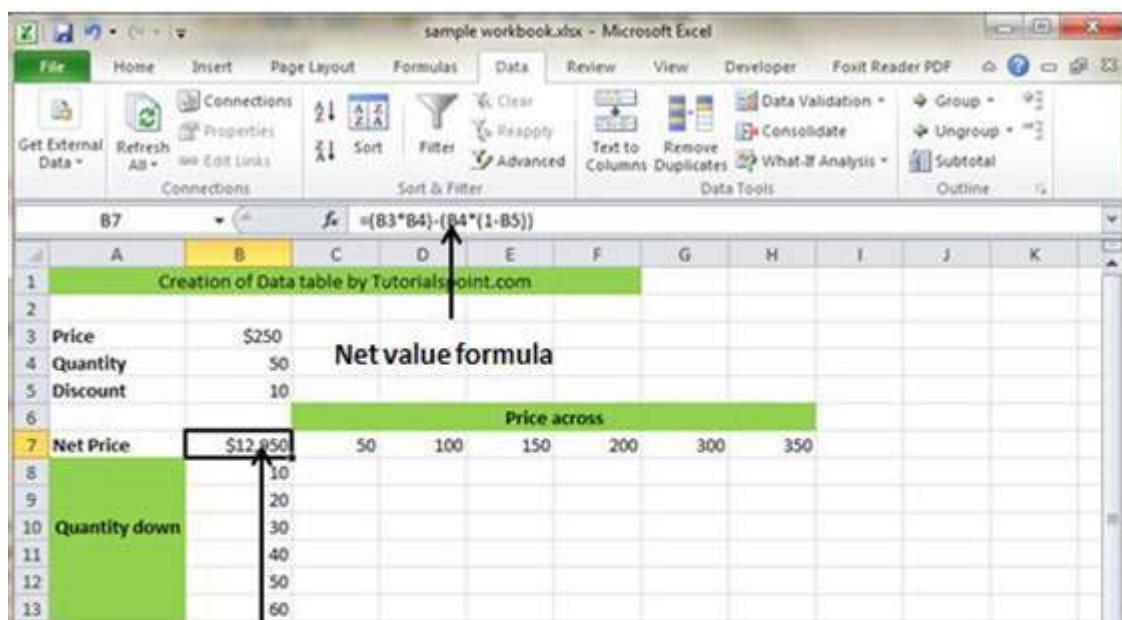 sample workbook.xlsx - Microsoft Excel
File Home Insert Page Layout Formulas Data Review View Developer Foxit Reader PDF
Get External Data
Refresh All
Connections
Properties
Edit Links
Connections
Sort
Filter
Clear
Reapply
Advanced
Sort & Filter
Text to Columns
Remove Duplicates
Data Validation
Consolidate
What-If Analysis
Data Tools
Group
Ungroup
Subtotal
Outline
B7 fx =(B3*B4)-(B4*(1-B5))
A B C D E F G H I J K
1 Creation of Data table by Tutorialspoint.com
2
3 Price $250
Net value formula
4 Quantity 50
5 Discount 10
6 Price across
7 Net Price $12,950 50 100 150 200 300 350
8 10
9 20
10 Quantity down 30
11 40
12 50
13 60